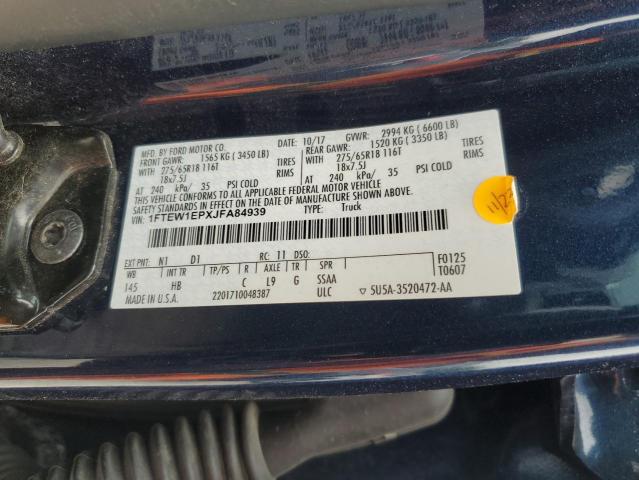 MFD. BY FORD MOTOR CO. 10/17 GVWR: 2994 KG ( 6600 LB)
FRONT GAWR: 1565 KG ( 3450 LB) REAR GAWR: 1520 KG ( 3350 LB)
WITH 275/65R18 116T TIRES WITH 275/65R18 116T TIRES
18x7.5J RIMS 18x7.5J RIMS
AT 240 kPa/ 35 PSI COLD AT 240 kPa/ 35 PSI COLD
THIS VEHICLE CONFORMS TO ALL APPLICABLE FEDERAL MOTOR VEHICLE
SAFETY STANDARDS IN EFFECT ON THE DATE OF MANUFACTURE SHOWN ABOVE.
VIN: 1FTEW1EPXJFA84939 TYPE: Truck
11/27
EXT PNT: N1 D1 RC: 11 DSO: F0125
WB INT TR TP/PS R AXLE TR SPR T0607
145 HB C L9 G SSAA
MADE IN U.S.A. 2201710048387 ULC ▽ 5U5A-3520472-AA